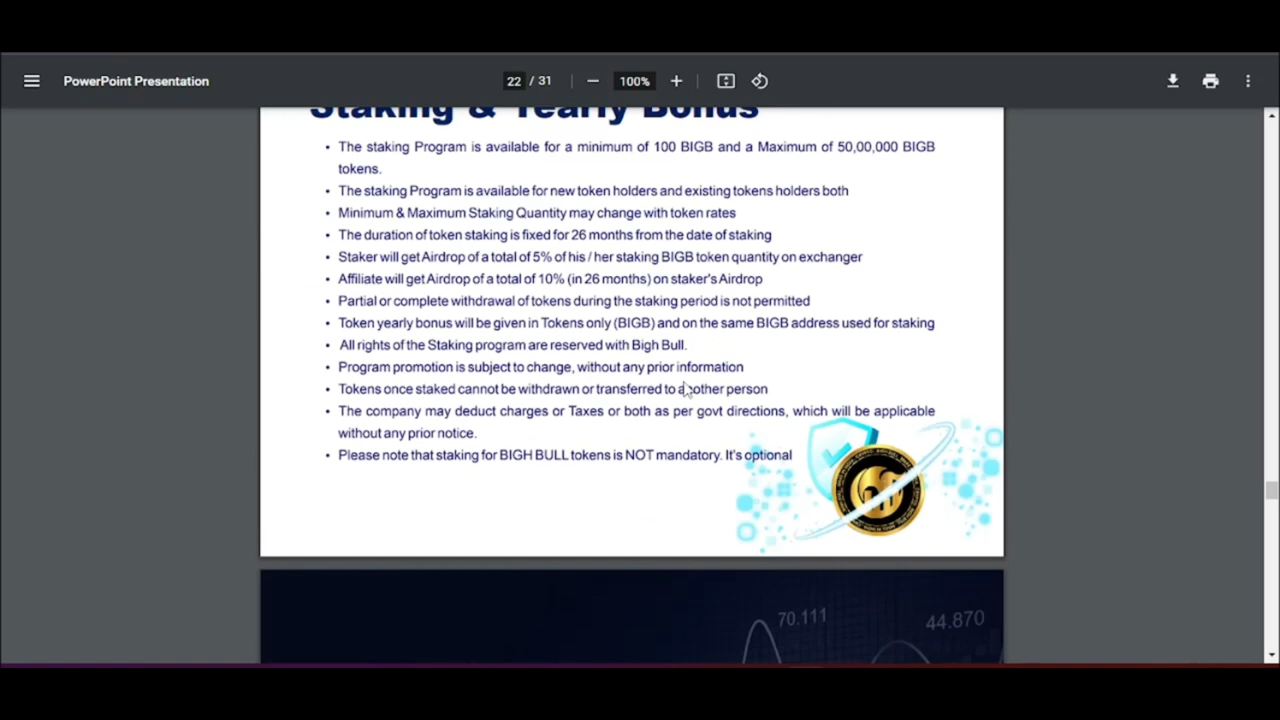 PowerPoint Presentation
22 / 31
100%
Staking & Yearly Bonus
• The staking Program is available for a minimum of 100 BIGB and a Maximum of 50,00,000 BIGB
tokens.
• The staking Program is available for new token holders and existing tokens holders both
• Minimum & Maximum Staking Quantity may change with token rates
• The duration of token staking is fixed for 26 months from the date of staking
• Staker will get Airdrop of a total of 5% of his / her staking BIGB token quantity on exchanger
• Affiliate will get Airdrop of a total of 10% (in 26 months) on staker's Airdrop
• Partial or complete withdrawal of tokens during the staking period is not permitted
• Token yearly bonus will be given in Tokens only (BIGB) and on the same BIGB address used for staking
• All rights of the Staking program are reserved with Bigh Bull.
• Program promotion is subject to change, without any prior information
• Tokens once staked cannot be withdrawn or transferred to another person
• The company may deduct charges or Taxes or both as per govt directions, which will be applicable
without any prior notice.
• Please note that staking for BIGH BULL tokens is NOT mandatory. It's optional
70.111
44.870